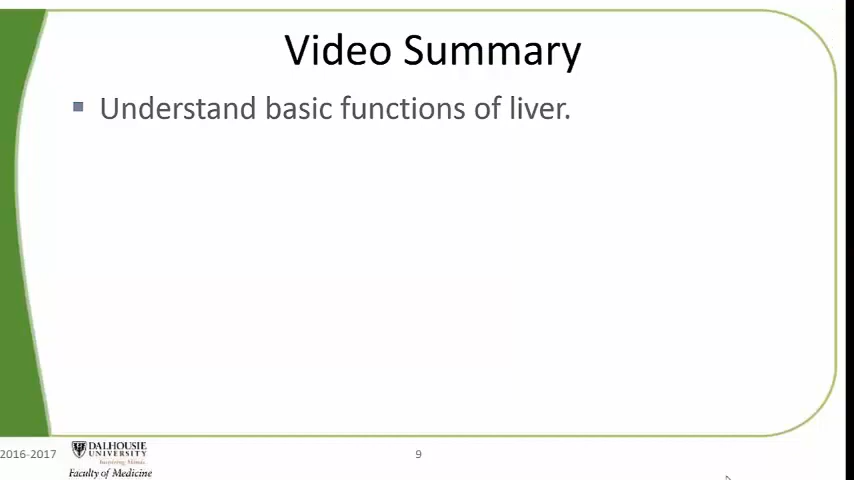 Video Summary
Understand basic functions of liver.
2016-2017
DALHOUSIE
UNIVERSITY
Inspiring Minds
Faculty of Medicine
9